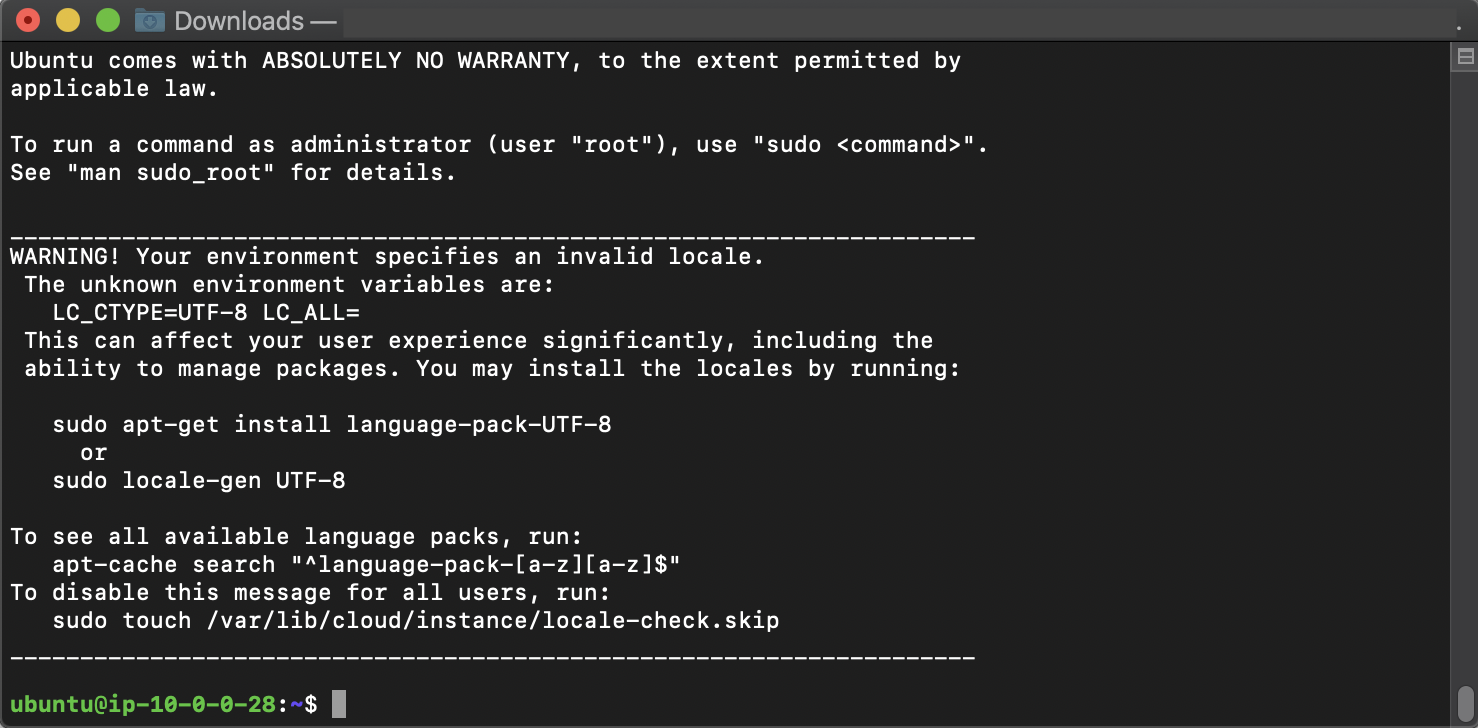 Downloads —
Ubuntu comes with ABSOLUTELY NO WARRANTY, to the extent permitted by
applicable law.
To run a command as administrator (user "root"), use "sudo <command>".
See "man sudo_root" for details.
_____________________________________________________________________
WARNING! Your environment specifies an invalid locale.
 The unknown environment variables are:
   LC_CTYPE=UTF-8 LC_ALL=
 This can affect your user experience significantly, including the
 ability to manage packages. You may install the locales by running:
   sudo apt-get install language-pack-UTF-8
     or
   sudo locale-gen UTF-8
To see all available language packs, run:
   apt-cache search "^language-pack-[a-z][a-z]$"
To disable this message for all users, run:
   sudo touch /var/lib/cloud/instance/locale-check.skip
_____________________________________________________________________
ubuntu@ip-10-0-0-28:~$